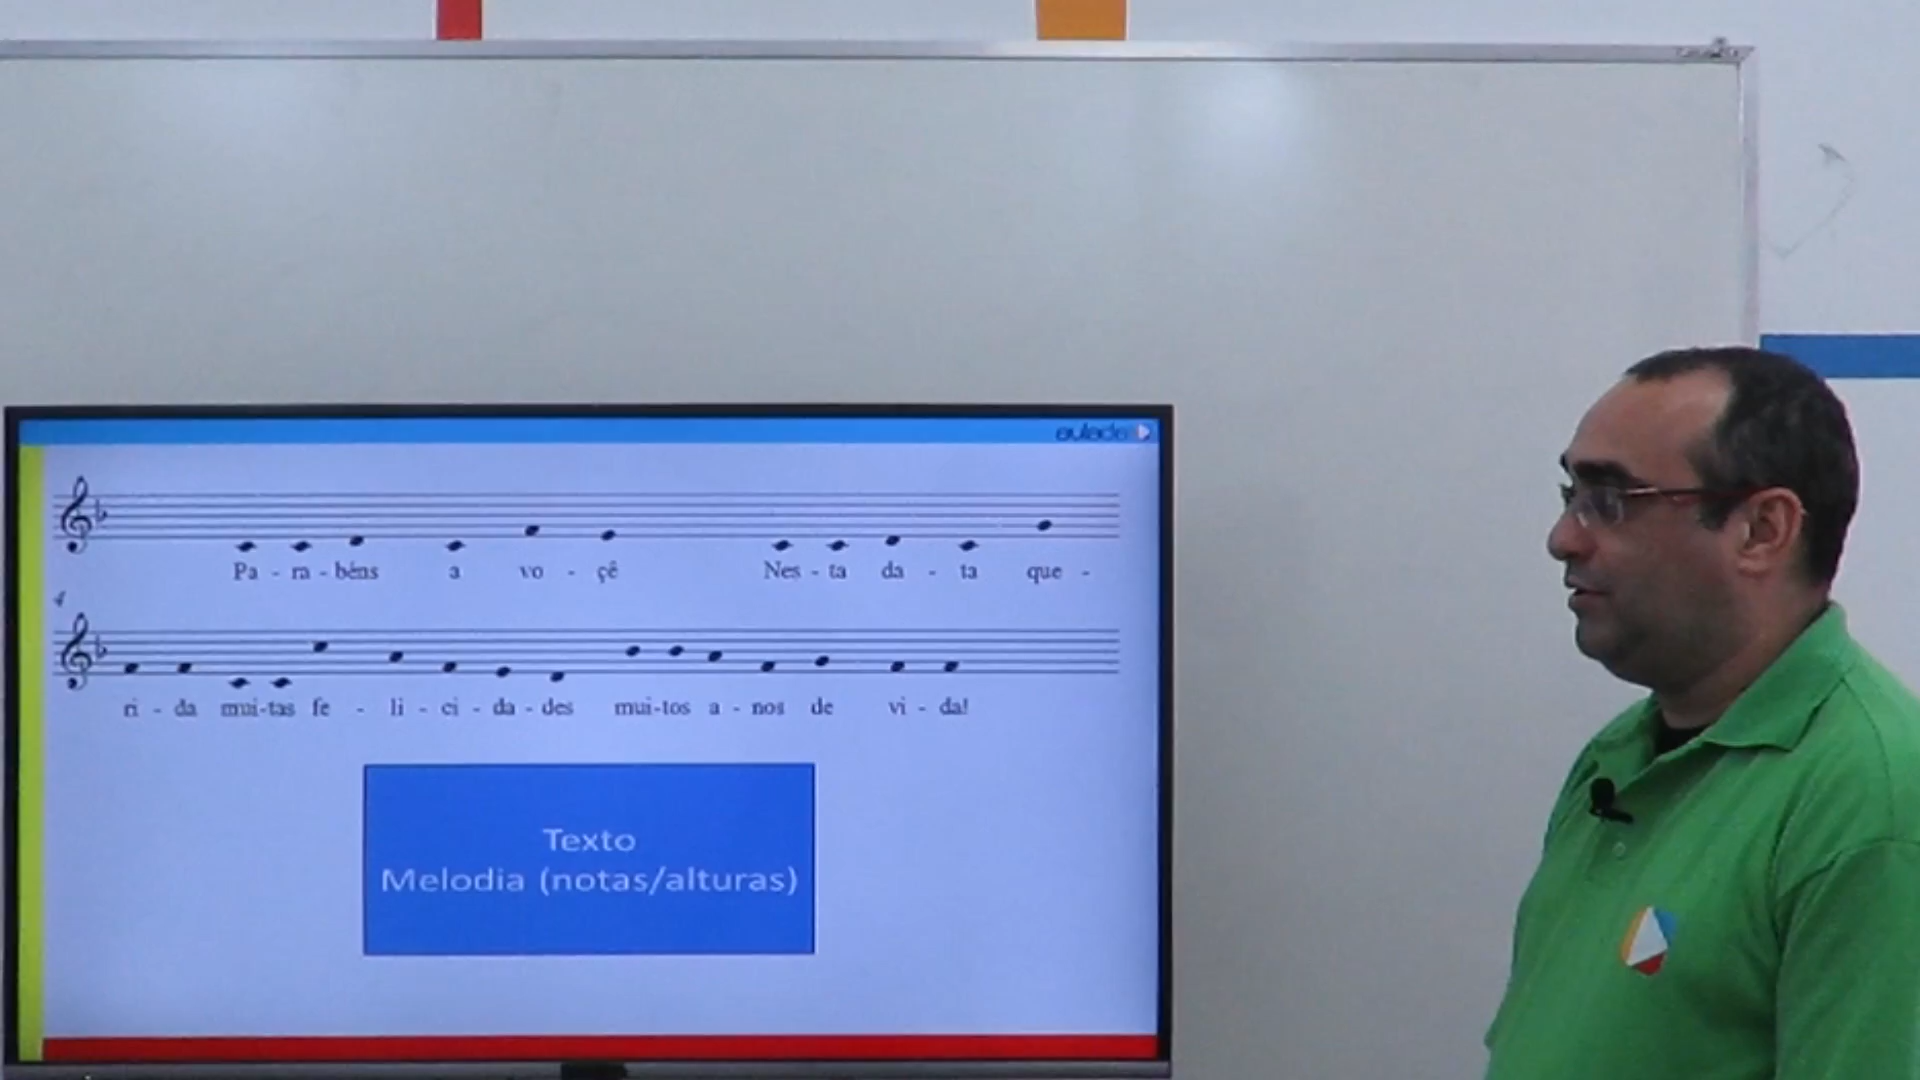 aulade
Pa - ra - béns a vo - çê Nes - ta da - ta que -
4
ri - da mui-tas fe - li - ci - da - des mui-tos a - nos de vi - da!
Texto
Melodia (notas/alturas)